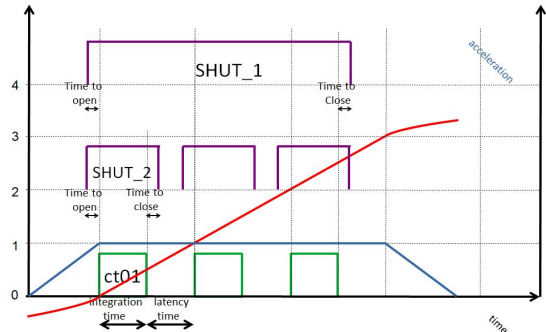 acceleration
SHUT_1
4
Time to
open
Time to
Close
3
SHUT_2
2
Time to
open
Time to
close
1
ct01
0
integration
time
latency
time
time